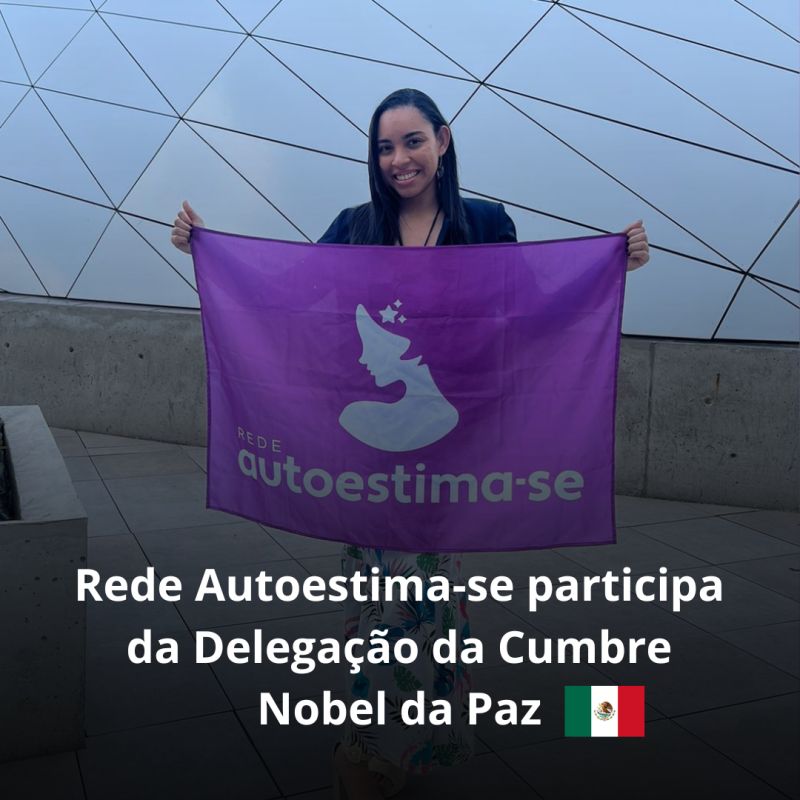 REDE
autoestima-se
Rede Autoestima-se participa
da Delegação da Cumbre
Nobel da Paz